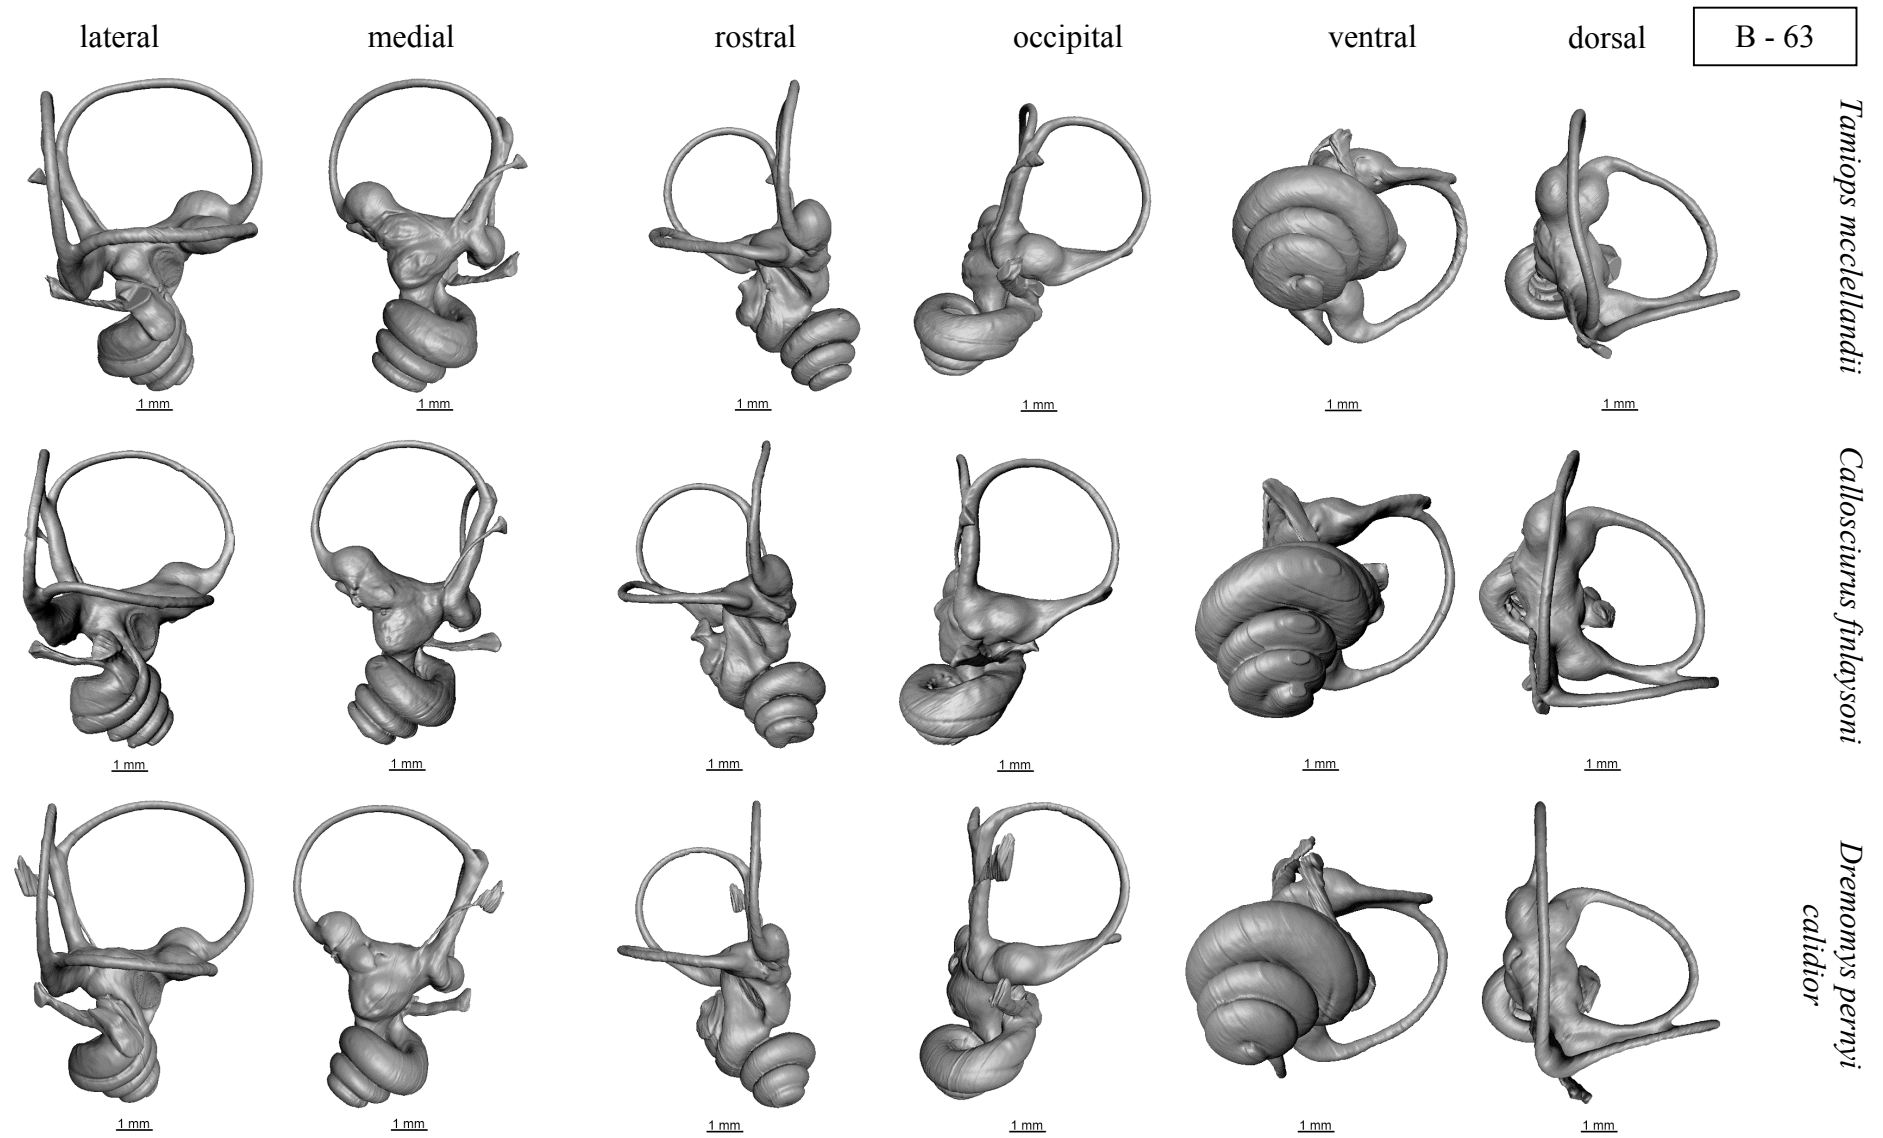 lateral medial rostral occipital ventral dorsal B - 63
Tamiops mcclellandii
1 mm 1 mm 1 mm 1 mm 1 mm 1 mm
Callosciurus finlaysoni
1 mm 1 mm 1 mm 1 mm 1 mm 1 mm
Dremomys pernyi
calidior
1 mm 1 mm 1 mm 1 mm 1 mm 1 mm